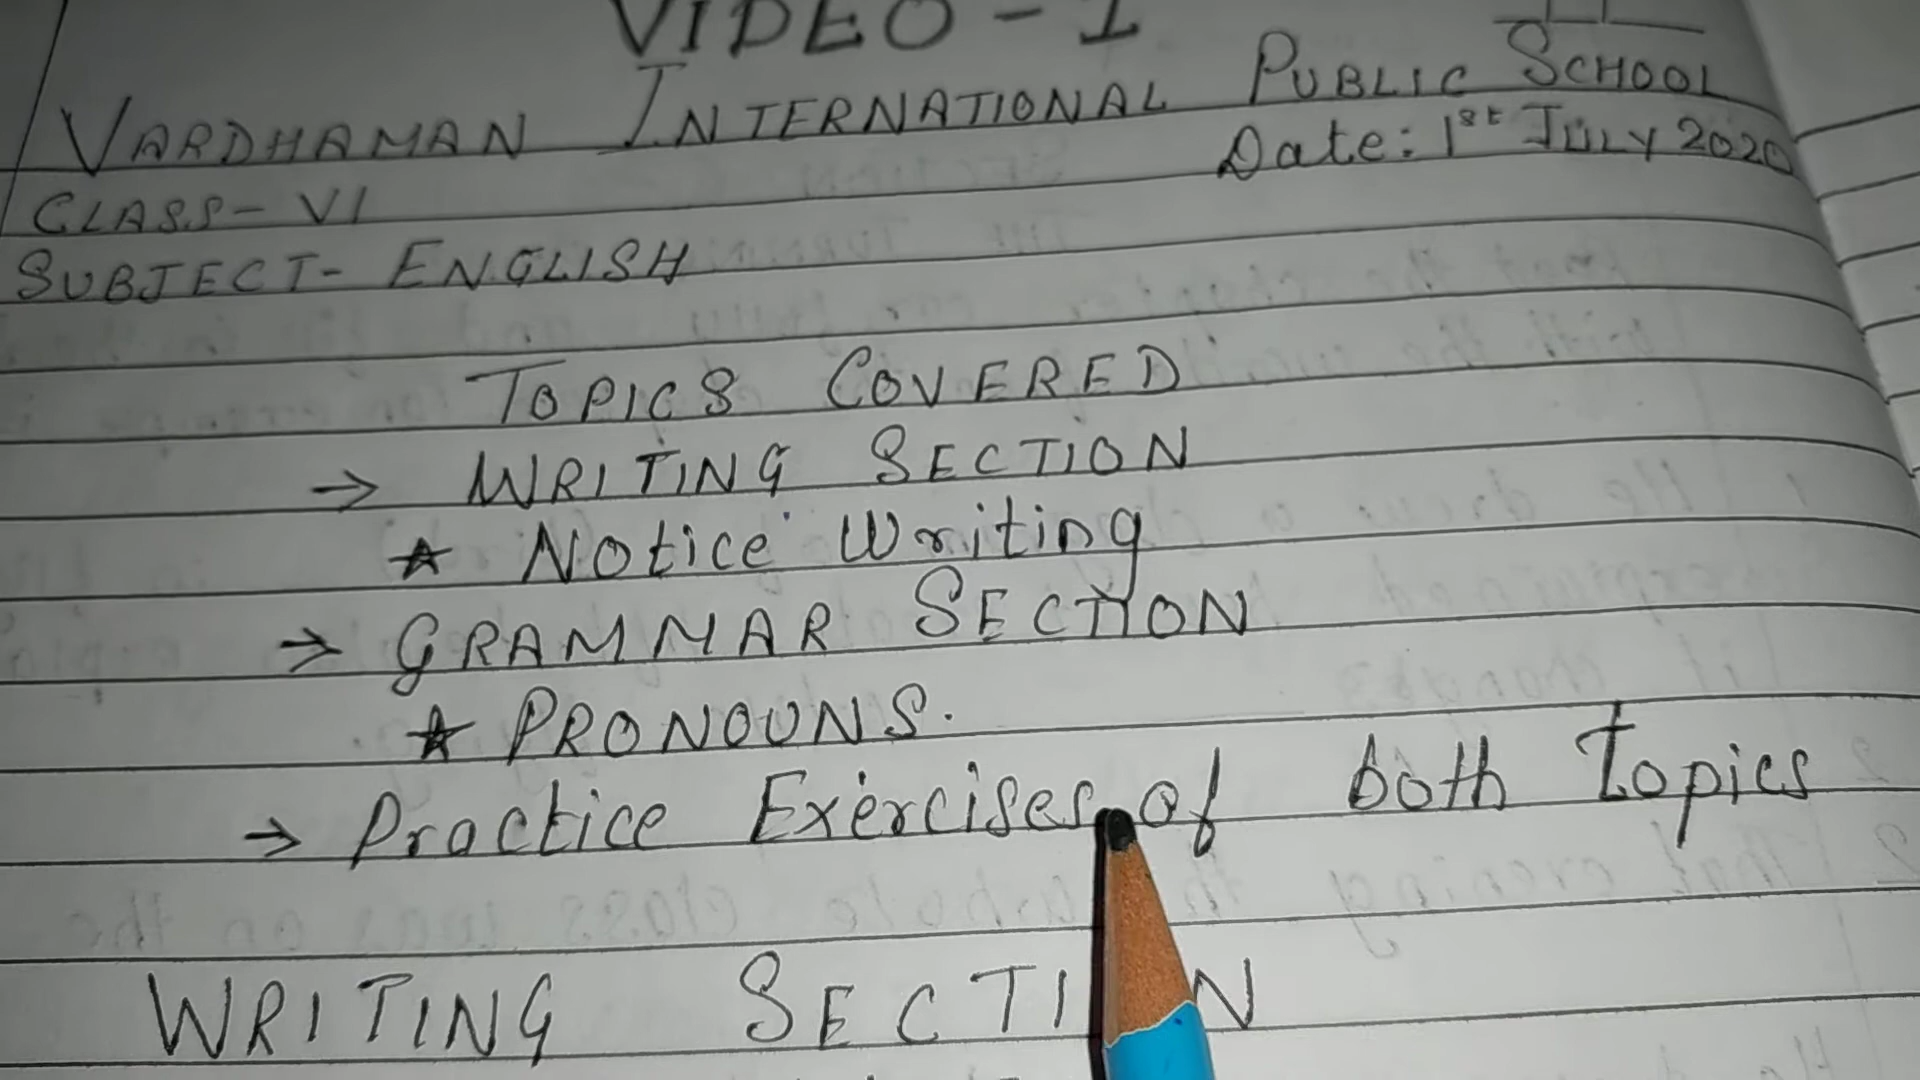 VIDEO - 1
VARDHAMAN INTERNATIONAL PUBLIC SCHOOL
Date: 1st JULY 2020
CLASS - VI
SUBJECT - ENGLISH
TOPICS COVERED
→ WRITING SECTION
★ Notice Writing
→ GRAMMAR SECTION
★ PRONOUNS.
→ Practice Exercises of both Topics
WRITING SECTION